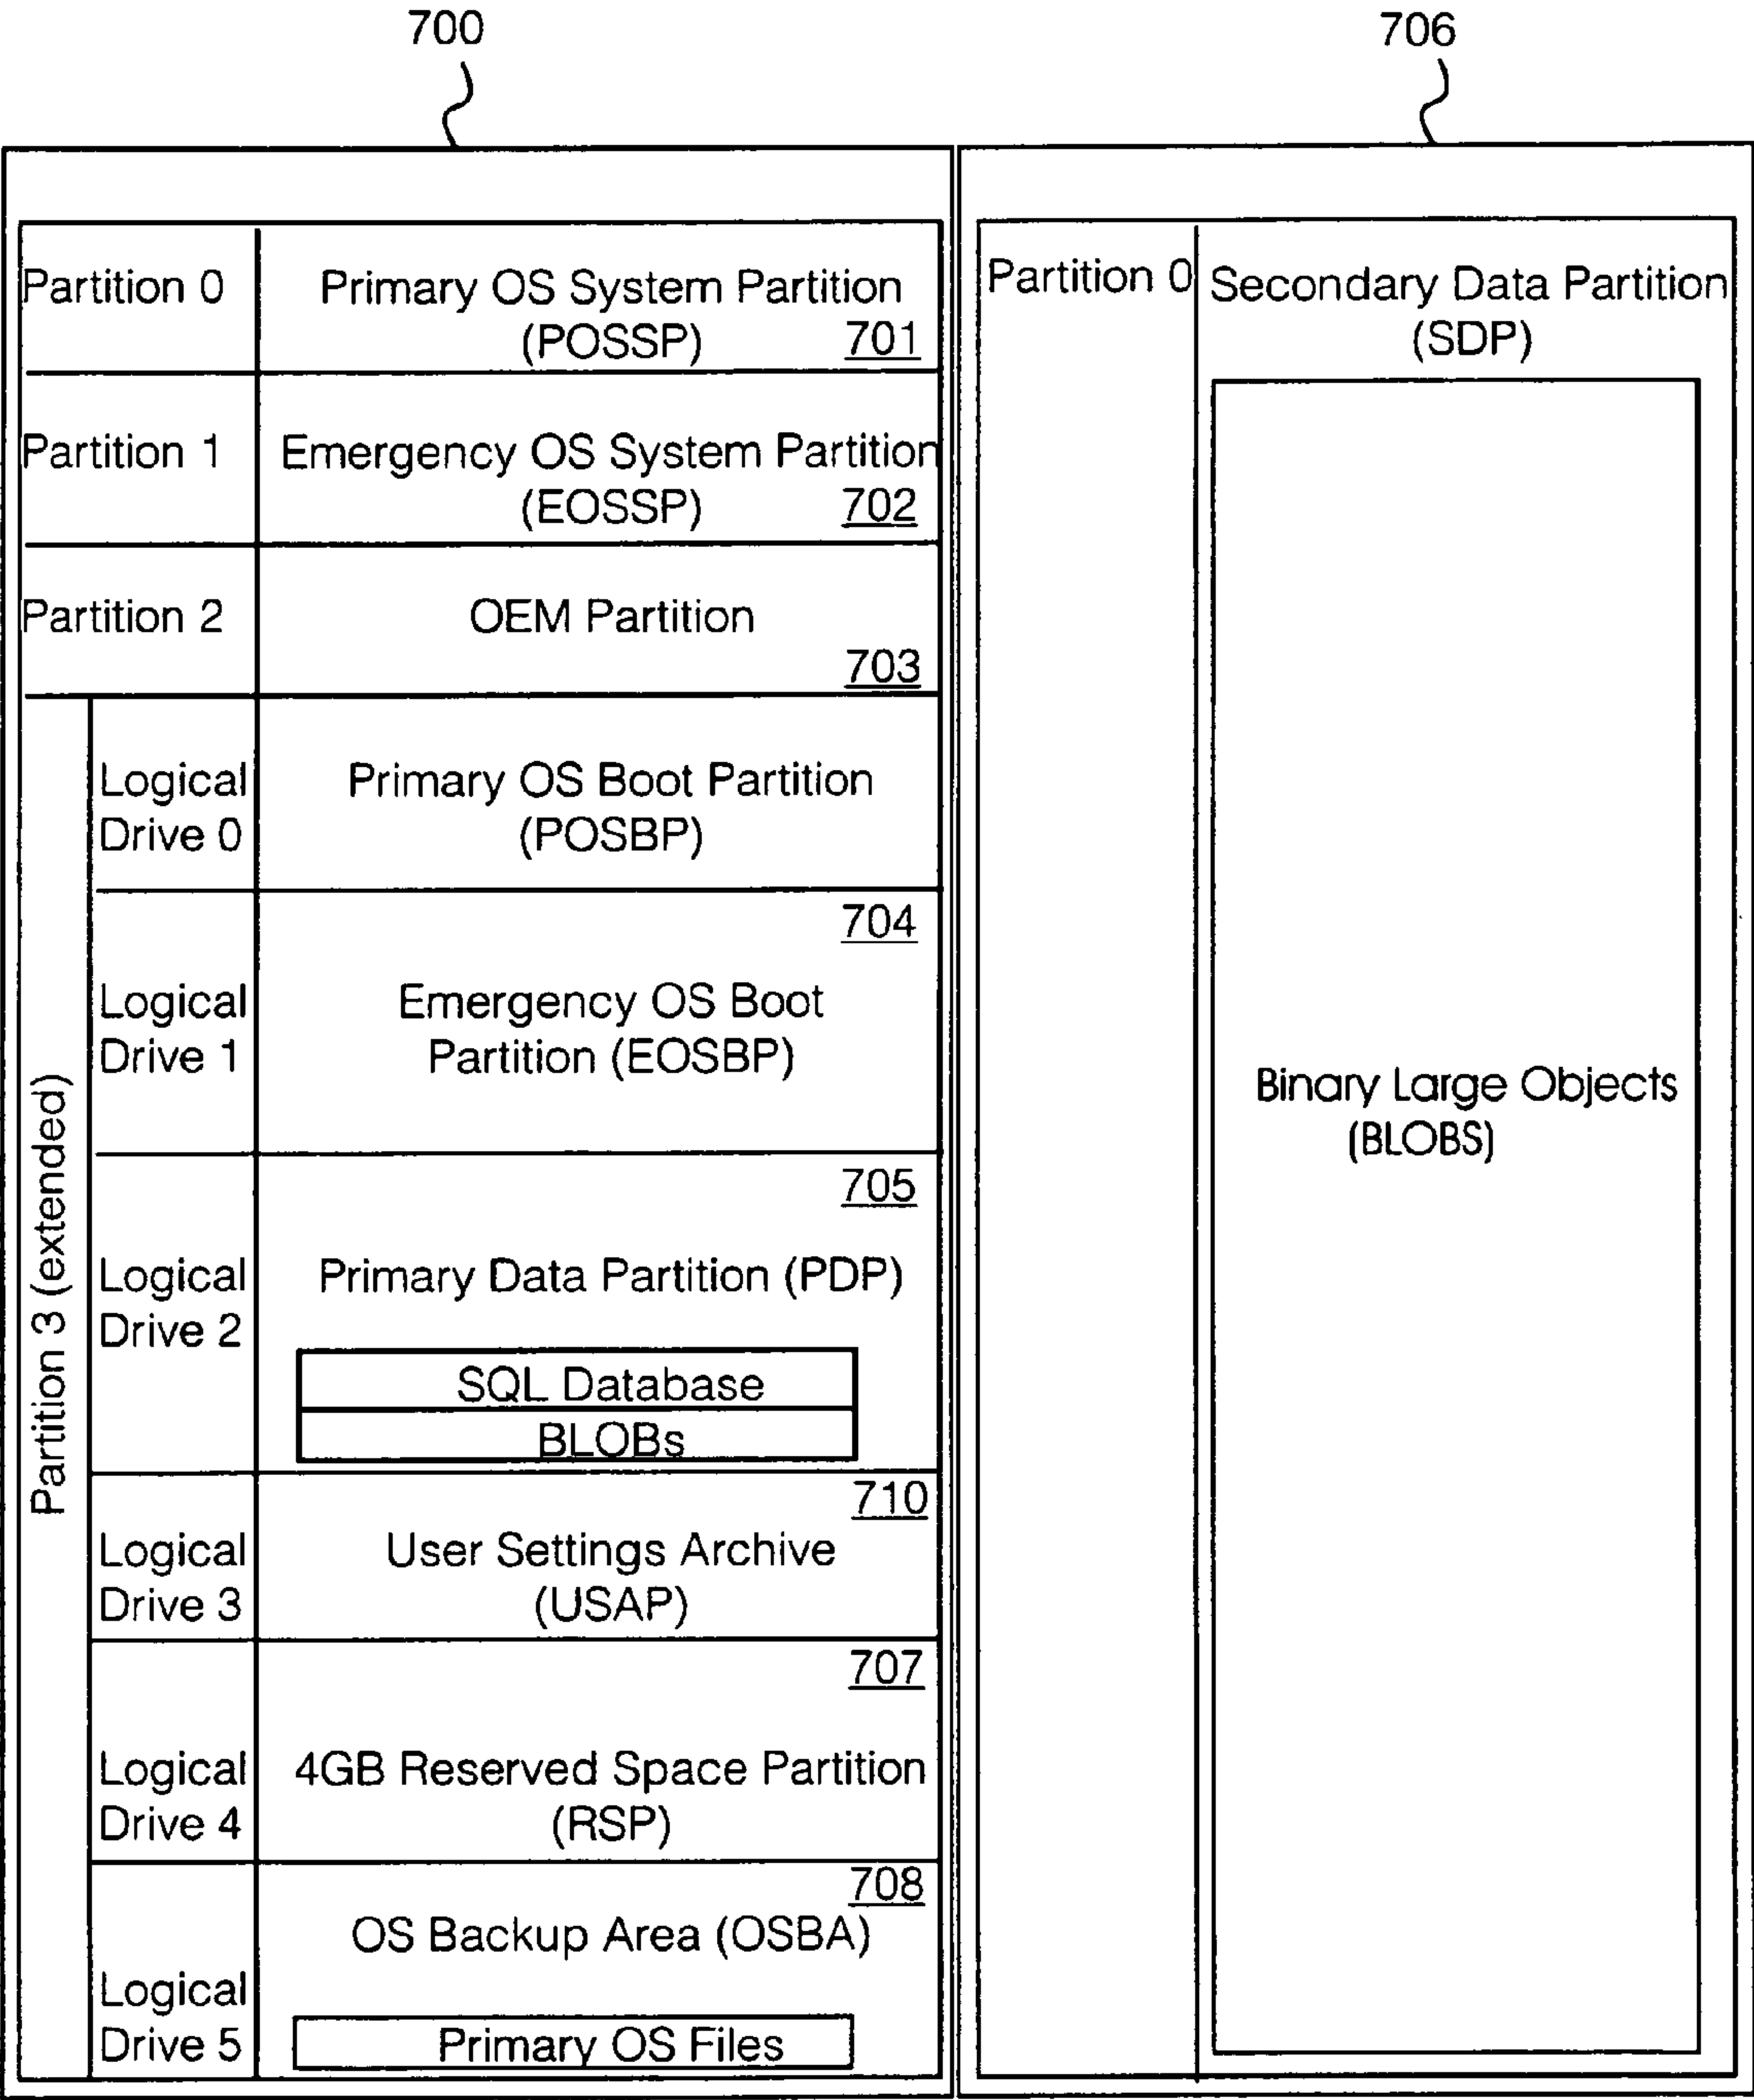 700
706
Partition 0
Primary OS System Partition
(POSSP)
701
Partition 1
Emergency OS System Partition
(EOSSP)
702
Partition 2
OEM Partition
703
Partition 3 (extended)
Logical
Drive 0
Primary OS Boot Partition
(POSBP)
704
Logical
Drive 1
Emergency OS Boot
Partition (EOSBP)
705
Logical
Drive 2
Primary Data Partition (PDP)
SQL Database
BLOBs
710
Logical
Drive 3
User Settings Archive
(USAP)
707
Logical
Drive 4
4GB Reserved Space Partition
(RSP)
708
OS Backup Area (OSBA)
Logical
Drive 5
Primary OS Files
Partition 0
Secondary Data Partition
(SDP)
Binary Large Objects
(BLOBS)